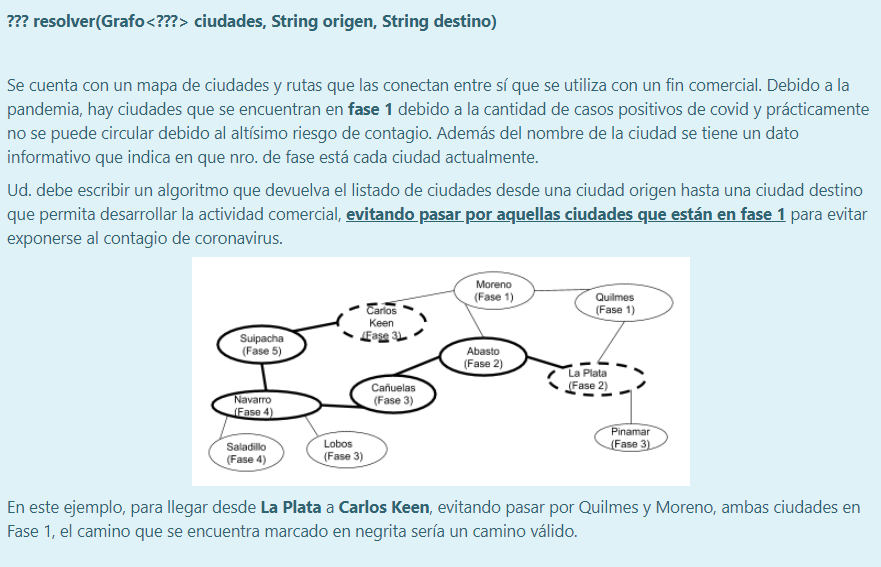 ??? resolver(Grafo<???> ciudades, String origen, String destino)
Se cuenta con un mapa de ciudades y rutas que las conectan entre sí que se utiliza con un fin comercial. Debido a la
pandemia, hay ciudades que se encuentran en fase 1 debido a la cantidad de casos positivos de covid y prácticamente
no se puede circular debido al altísimo riesgo de contagio. Además del nombre de la ciudad se tiene un dato
informativo que indica en que nro. de fase está cada ciudad actualmente.
Ud. debe escribir un algoritmo que devuelva el listado de ciudades desde una ciudad origen hasta una ciudad destino
que permita desarrollar la actividad comercial, evitando pasar por aquellas ciudades que están en fase 1 para evitar
exponerse al contagio de coronavirus.
Moreno
(Fase 1)
Quilmes
(Fase 1)
Carlos
Keen
(Fase 3)
Suipacha
(Fase 5)
Abasto
(Fase 2)
La Plata
(Fase 2)
Cañuelas
(Fase 3)
Navarro
(Fase 4)
Pinamar
(Fase 3)
Saladillo
(Fase 4)
Lobos
(Fase 3)
En este ejemplo, para llegar desde La Plata a Carlos Keen, evitando pasar por Quilmes y Moreno, ambas ciudades en
Fase 1, el camino que se encuentra marcado en negrita sería un camino válido.